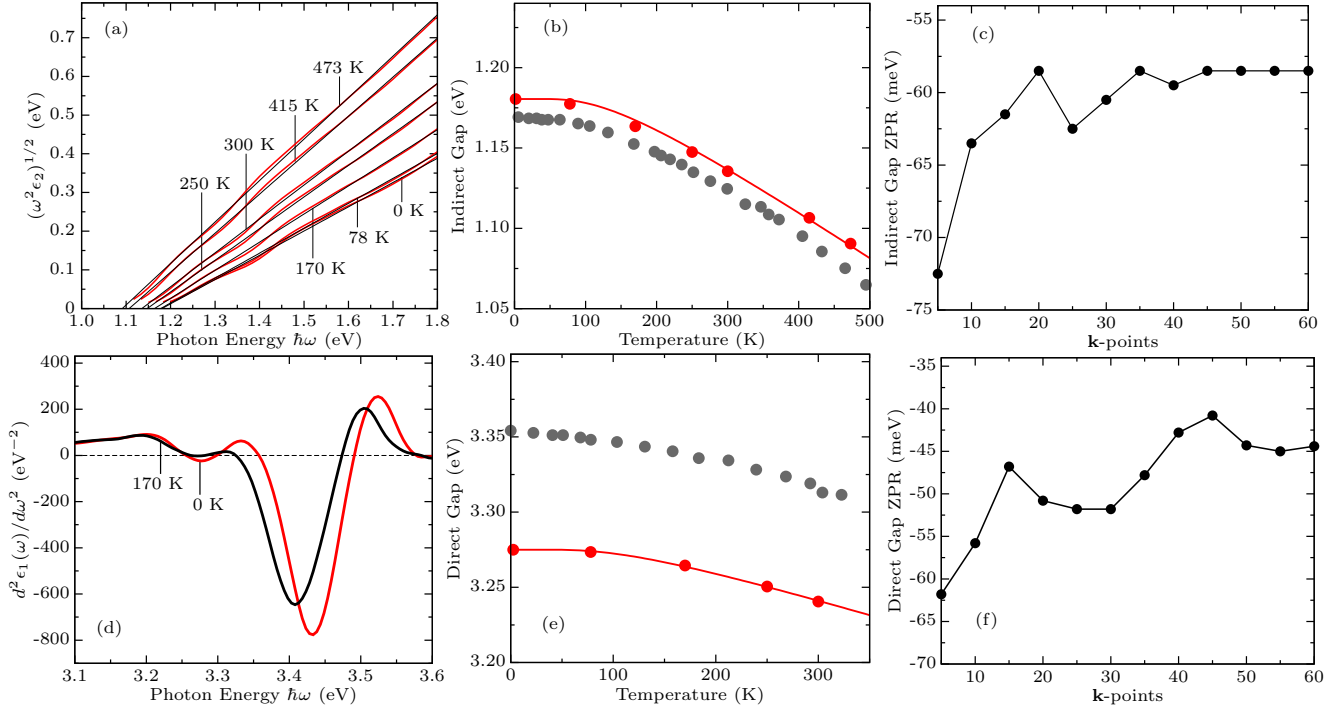 (a)
(ω²ϵ₂)¹/² (eV)
0.7
0.6
0.5
0.4
0.3
0.2
0.1
0
473 K
415 K
300 K
250 K
0 K
78 K
170 K
1.0 1.1 1.2 1.3 1.4 1.5 1.6 1.7 1.8
Photon Energy ℏω (eV)
(b)
Indirect Gap (eV)
1.20
1.15
1.10
1.05
0 100 200 300 400 500
Temperature (K)
(c)
Indirect Gap ZPR (meV)
-55
-60
-65
-70
-75
10 20 30 40 50 60
k-points
(d)
d²ϵ₁(ω)/dω² (eV⁻²)
400
200
0
-200
-400
-600
-800
170 K
0 K
3.1 3.2 3.3 3.4 3.5 3.6
Photon Energy ℏω (eV)
(e)
Direct Gap (eV)
3.40
3.35
3.30
3.25
3.20
0 100 200 300
Temperature (K)
(f)
Direct Gap ZPR (meV)
-35
-40
-45
-50
-55
-60
-65
-70
10 20 30 40 50 60
k-points